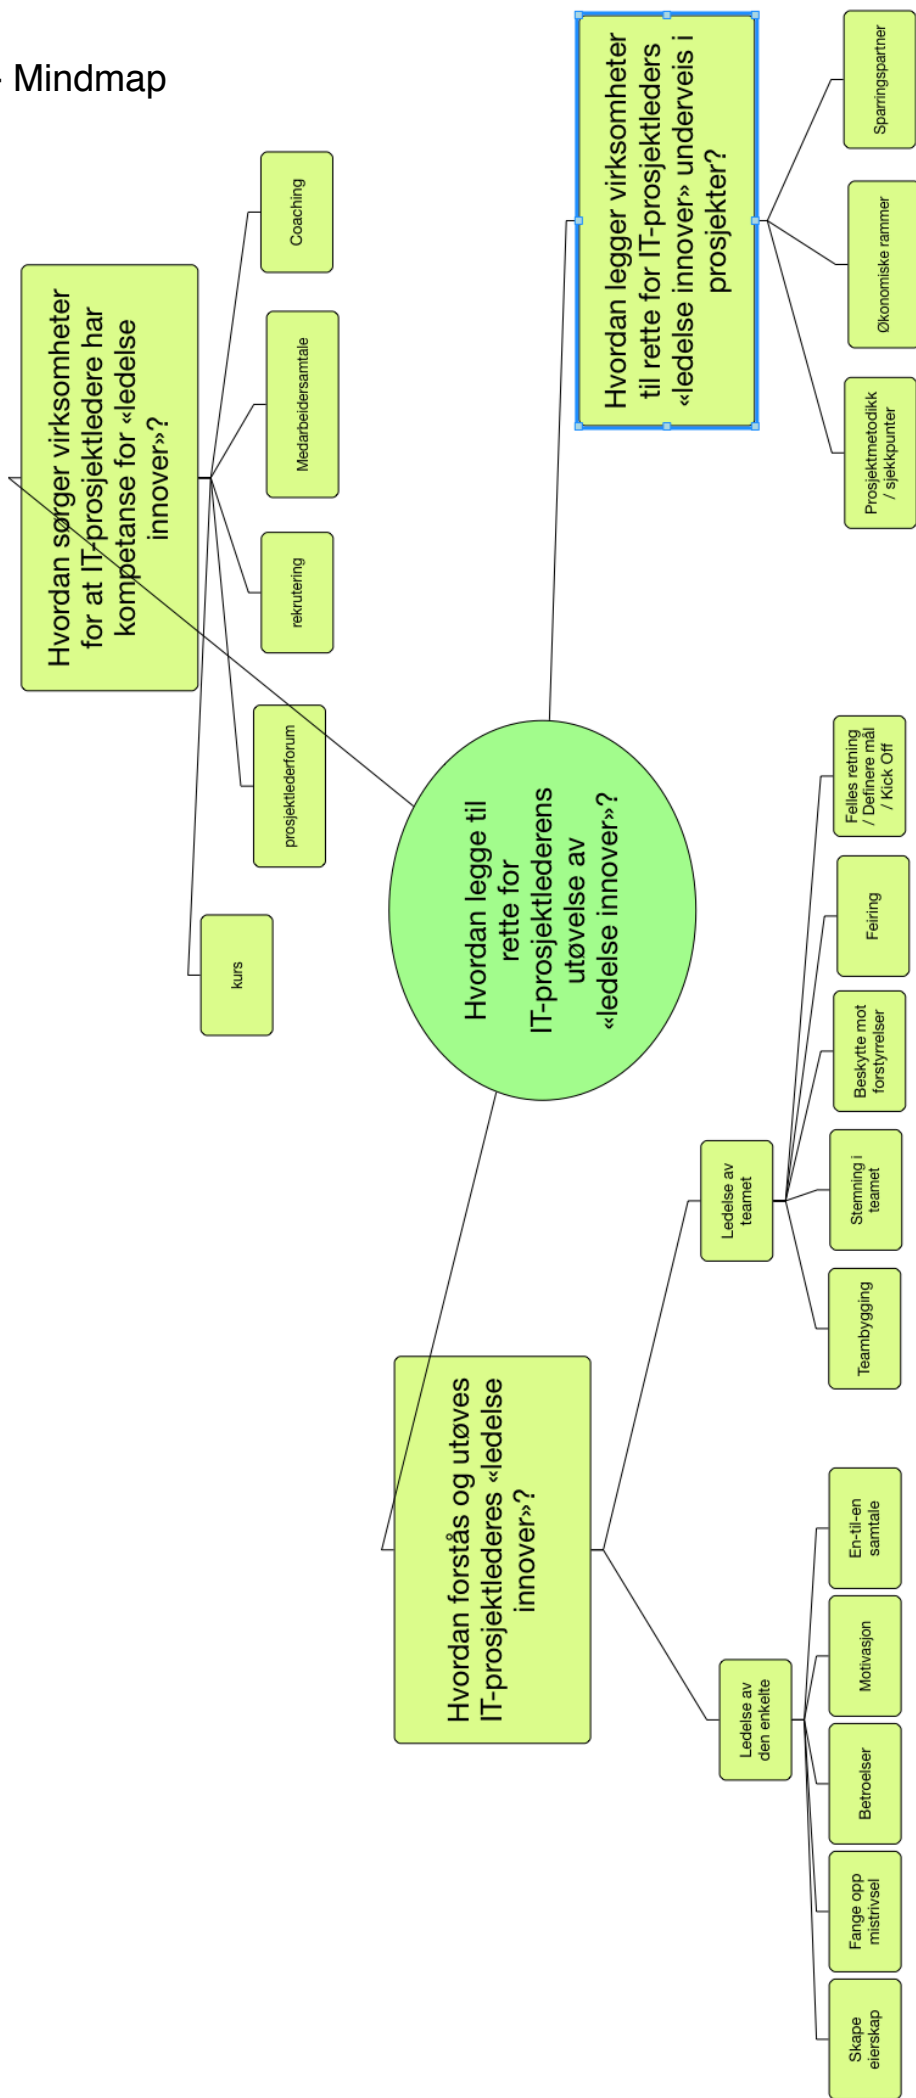 - Mindmap
Hvordan sørger virksomheter
for at IT-prosjektledere har
kompetanse for «ledelse
innover»?
Coaching
Medarbeidersamtale
rekrutering
prosjektlederforum
kurs
Hvordan legger virksomheter
til rette for IT-prosjektleders
«ledelse innover» underveis i
prosjekter?
Sparringspartner
Økonomiske rammer
Prosjektmetodikk
/ sjekkpunter
Hvordan legge til
rette for
IT-prosjektlederens
utøvelse av
«ledelse innover»?
Hvordan forstås og utøves
IT-prosjektlederes «ledelse
innover»?
Ledelse av
teamet
Felles retning
/ Definere mål
/ Kick Off
Feiring
Beskytte mot
forstyrrelser
Stemning i
teamet
Teambygging
Ledelse av
den enkelte
En-til-en
samtale
Motivasjon
Betroelser
Fange opp
mistrivsel
Skape
eierskap